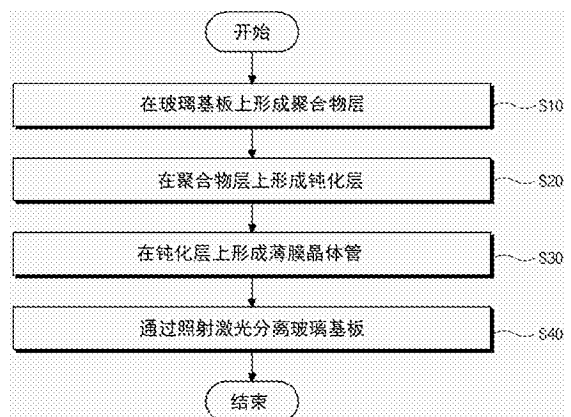 开始
在玻璃基板上形成聚合物层
S10
在聚合物层上形成钝化层
S20
在钝化层上形成薄膜晶体管
S30
通过照射激光分离玻璃基板
S40
结束